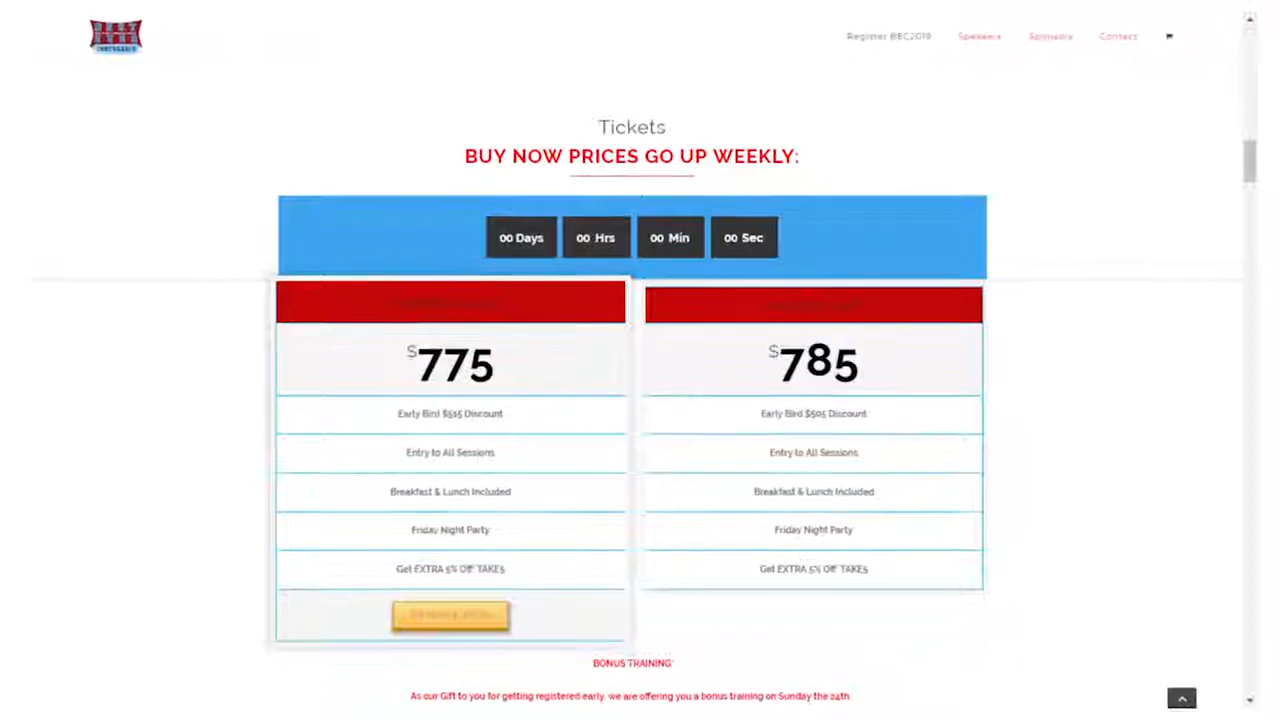 Register BEC2019
Speakers
Sponsors
Contact
Tickets
BUY NOW PRICES GO UP WEEKLY:
00 Days
00 Hrs
00 Min
00 Sec
$775
Early Bird $515 Discount
Entry to All Sessions
Breakfast & Lunch Included
Friday Night Party
Get EXTRA 5% Off TAKE5
$785
Early Bird $505 Discount
Entry to All Sessions
Breakfast & Lunch Included
Friday Night Party
Get EXTRA 5% Off TAKE5
BONUS TRAINING:
As our Gift to you for getting registered early, we are offering you a bonus training on Sunday the 24th.